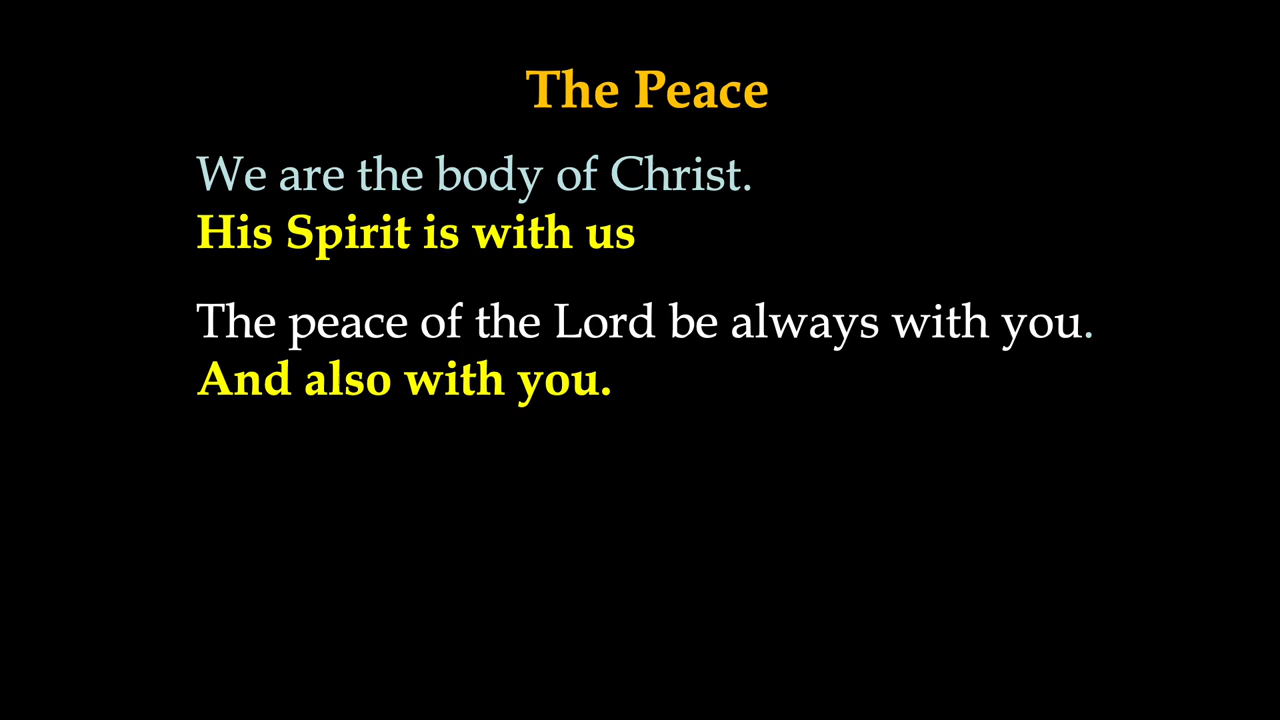 The Peace
We are the body of Christ.
His Spirit is with us
The peace of the Lord be always with you.
And also with you.